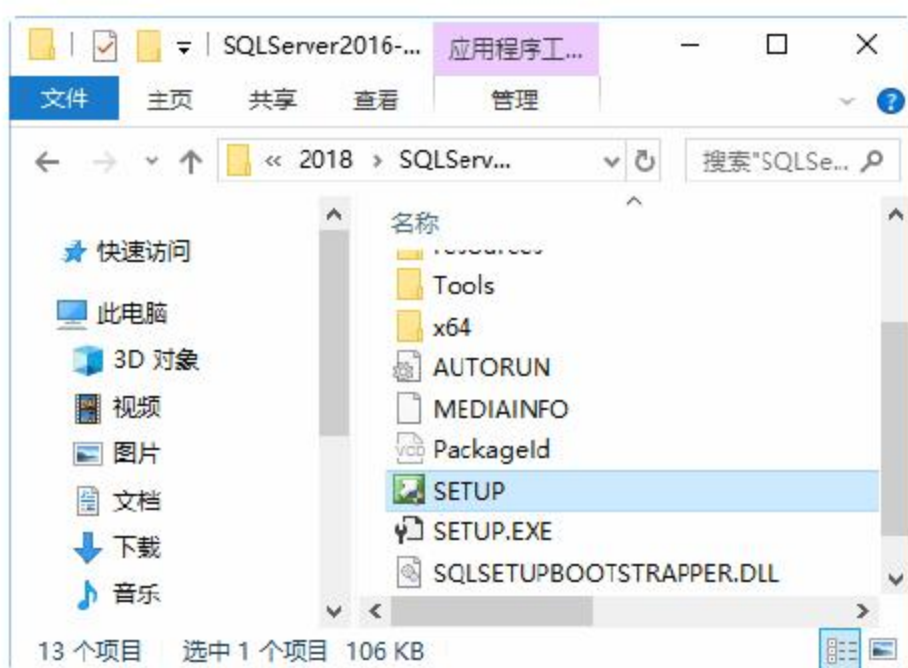 SQLServer2016-... 应用程序工...
文件 主页 共享 查看 管理
« 2018 › SQLServ... 搜索"SQLSe...
名称
快速访问
resources
Tools
此电脑
x64
3D 对象
AUTORUN
视频
MEDIAINFO
图片
PackageId
文档
SETUP
下载
SETUP.EXE
音乐
SQLSETUPBOOTSTRAPPER.DLL
13 个项目 选中 1 个项目 106 KB